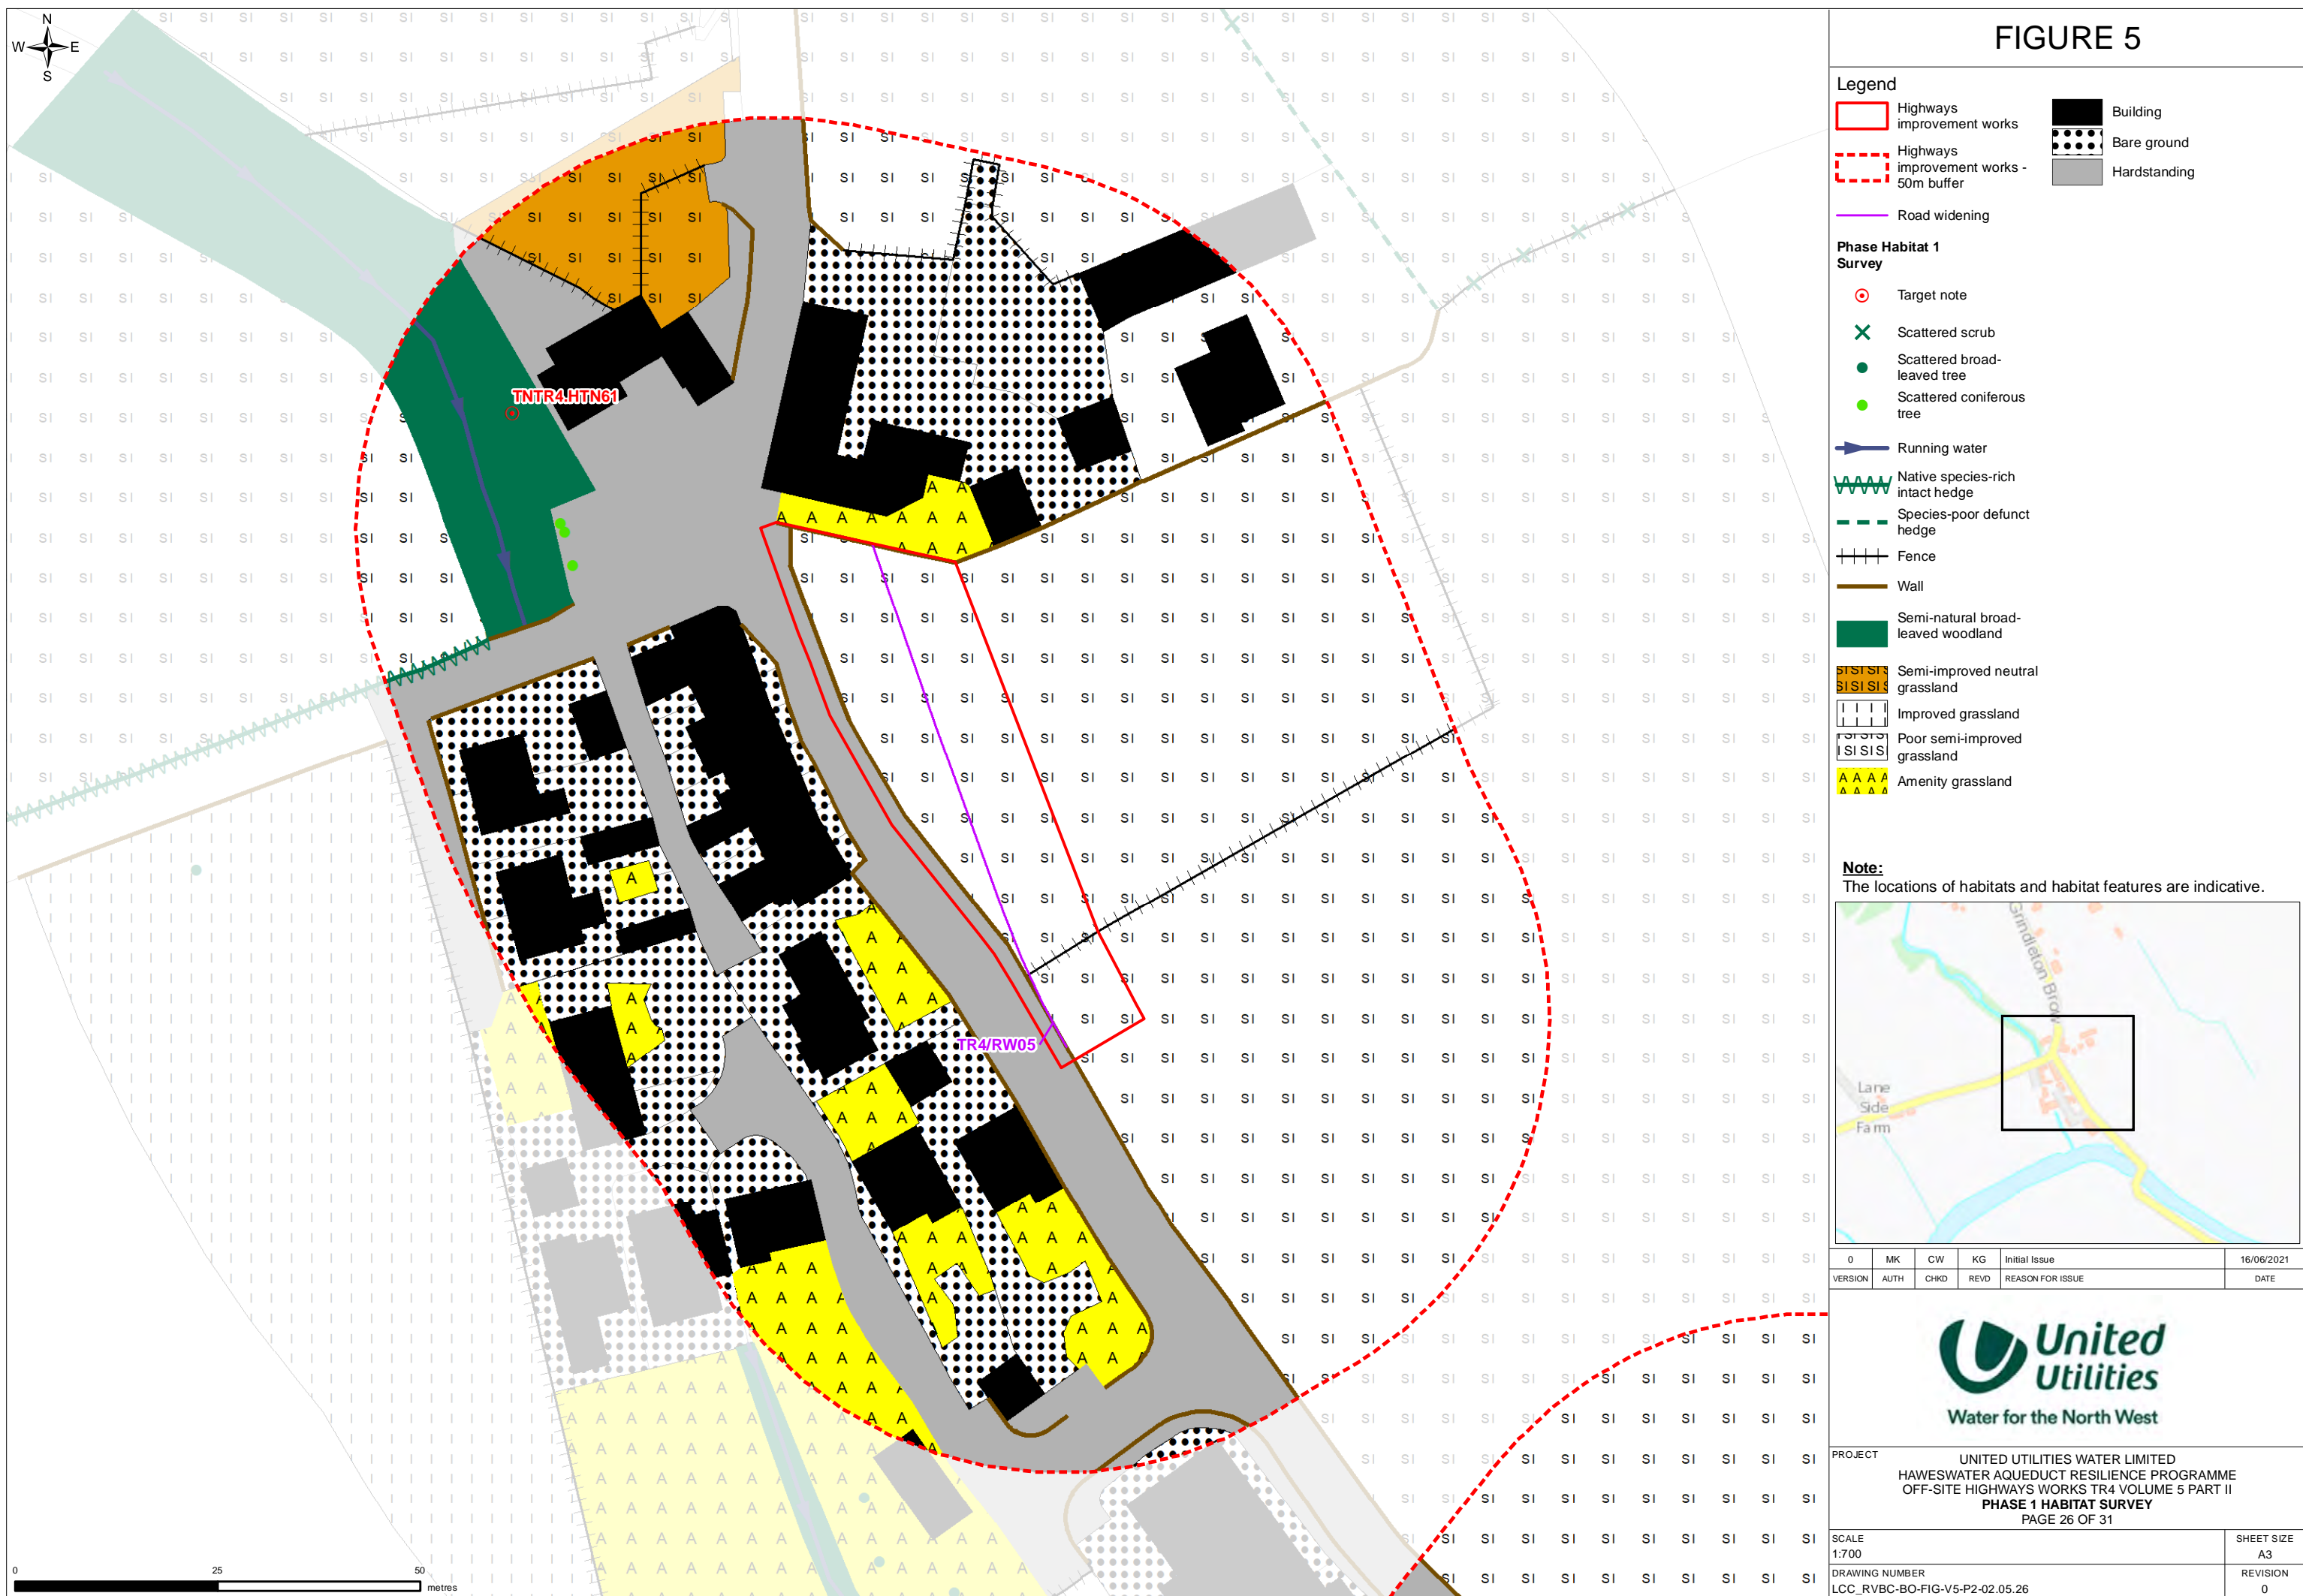 N
W E
S
TNTR4.HTN61
TR4/RW05
0 25 50
metres
FIGURE 5
Legend
Highways
improvement works
Highways
improvement works -
50m buffer
Road widening
Phase Habitat 1
Survey
Target note
Scattered scrub
Scattered broad-
leaved tree
Scattered coniferous
tree
Running water
Native species-rich
intact hedge
Species-poor defunct
hedge
Fence
Wall
Semi-natural broad-
leaved woodland
Semi-improved neutral
grassland
Improved grassland
Poor semi-improved
grassland
Amenity grassland
Building
Bare ground
Hardstanding
Note:
The locations of habitats and habitat features are indicative.
Grindleton Brow
Lane
Side
Farm
0 MK CW KG Initial Issue 16/06/2021
VERSION AUTH CHKD REVD REASON FOR ISSUE DATE
United
Utilities
Water for the North West
PROJECT
UNITED UTILITIES WATER LIMITED
HAWESWATER AQUEDUCT RESILIENCE PROGRAMME
OFF-SITE HIGHWAYS WORKS TR4 VOLUME 5 PART II
PHASE 1 HABITAT SURVEY
PAGE 26 OF 31
SCALE SHEET SIZE
1:700 A3
DRAWING NUMBER REVISION
LCC_RVBC-BO-FIG-V5-P2-02.05.26 0